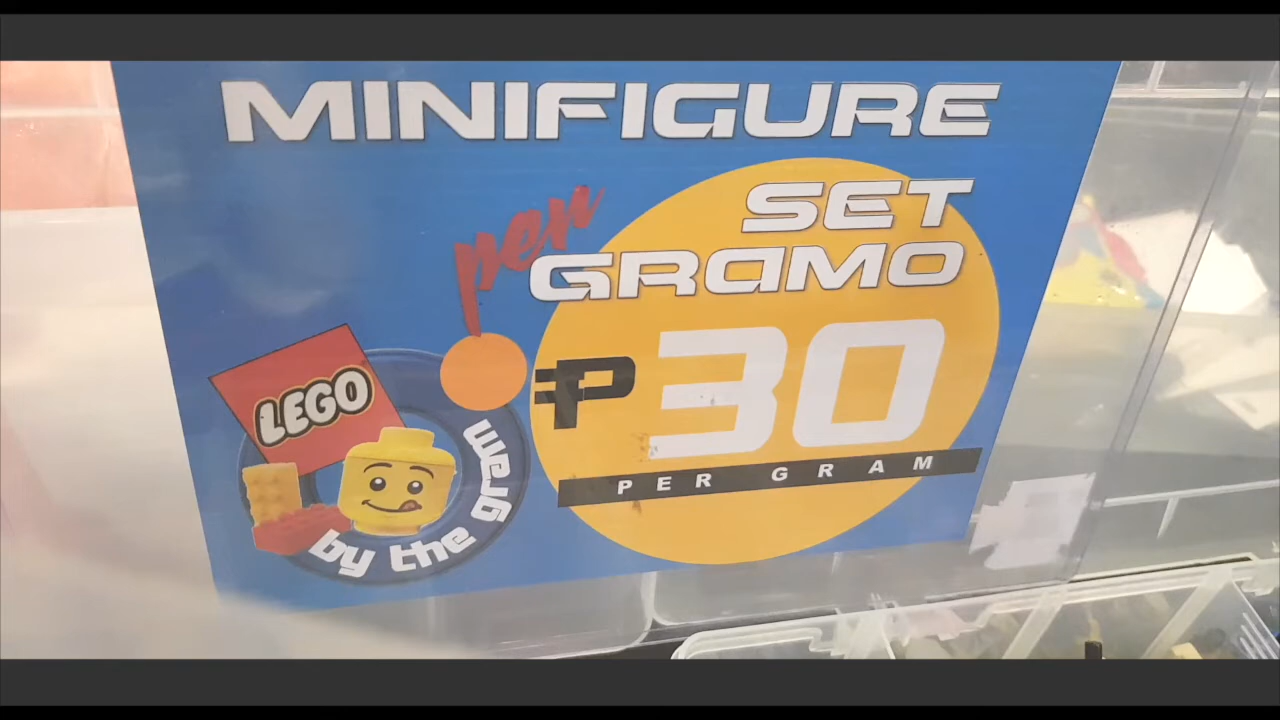 MINIFIGURE
SET
per GRAMO
₱30
PER GRAM
LEGO
by the gram